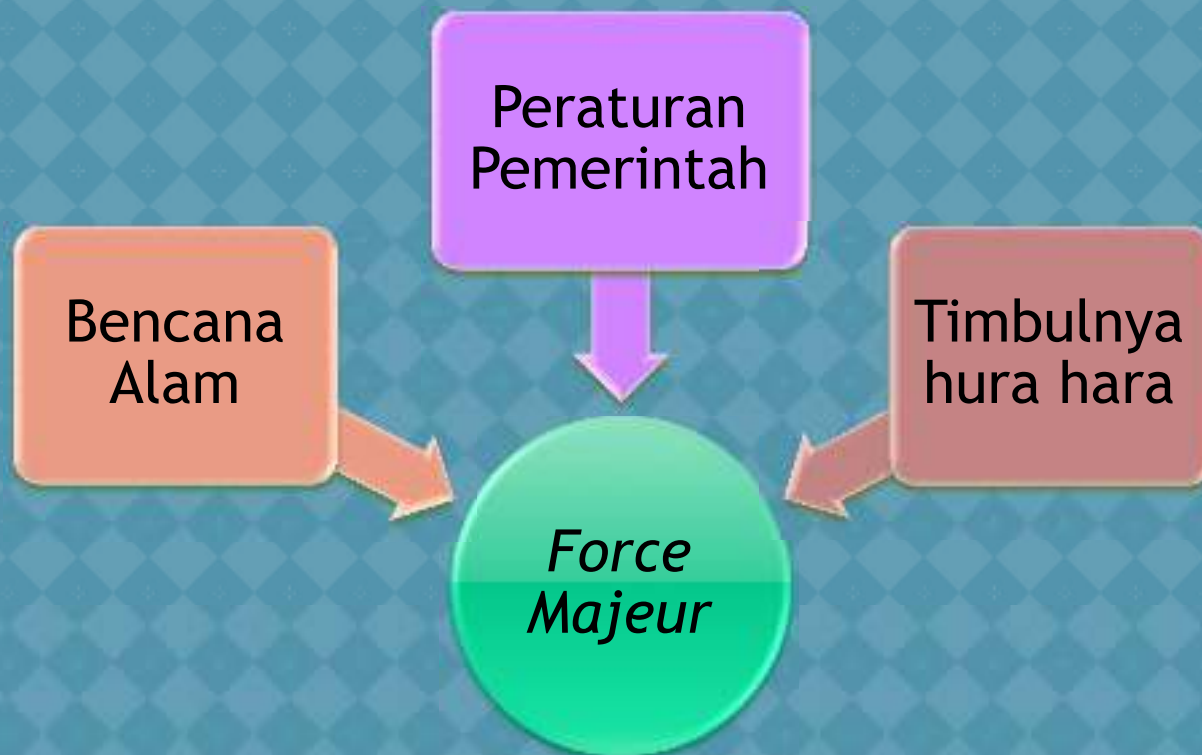 Peraturan
Pemerintah
Bencana
Alam
Timbulnya
hura hara
Force
Majeur